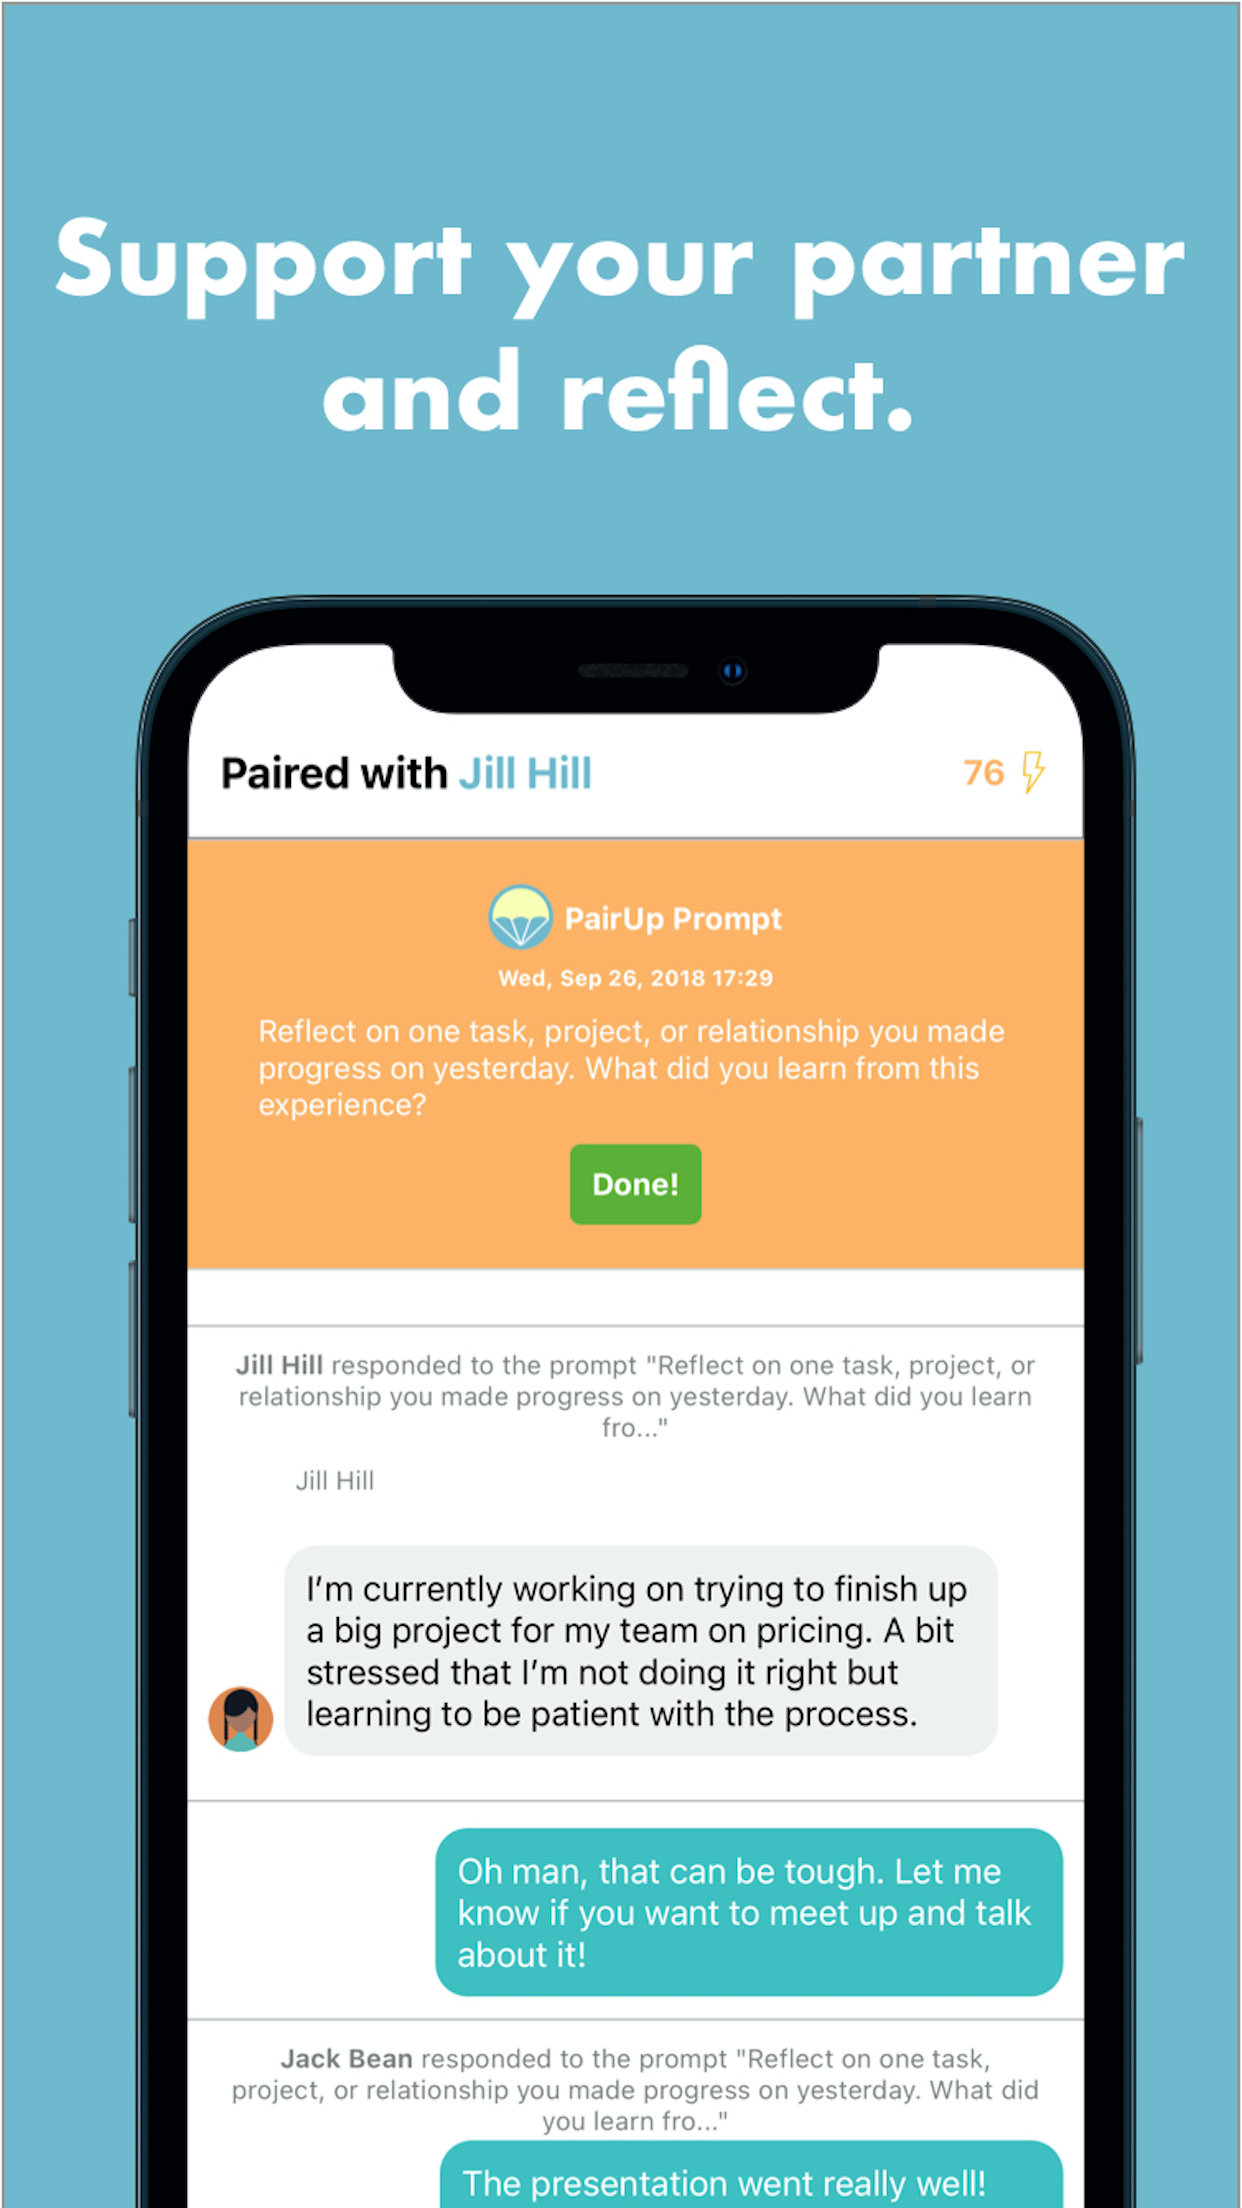 Support your partner
and reflect.
Paired with Jill Hill
76
PairUp Prompt
Wed, Sep 26, 2018 17:29
Reflect on one task, project, or relationship you made
progress on yesterday. What did you learn from this
experience?
Done!
Jill Hill responded to the prompt "Reflect on one task, project, or
relationship you made progress on yesterday. What did you learn
fro..."
Jill Hill
I’m currently working on trying to finish up
a big project for my team on pricing. A bit
stressed that I’m not doing it right but
learning to be patient with the process.
Oh man, that can be tough. Let me
know if you want to meet up and talk
about it!
Jack Bean responded to the prompt "Reflect on one task,
project, or relationship you made progress on yesterday. What did
you learn fro..."
The presentation went really well!